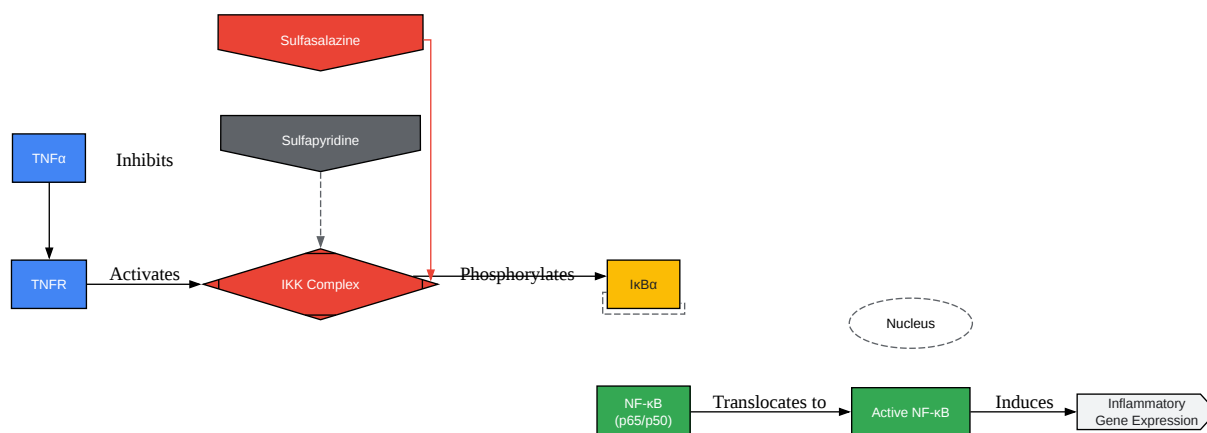 Sulfasalazine
Sulfapyridine
TNFα
Inhibits
TNFR
Activates
IKK Complex
Phosphorylates
IκBα
Nucleus
NF-κB
(p65/p50)
Translocates to
Active NF-κB
Induces
Inflammatory
Gene Expression